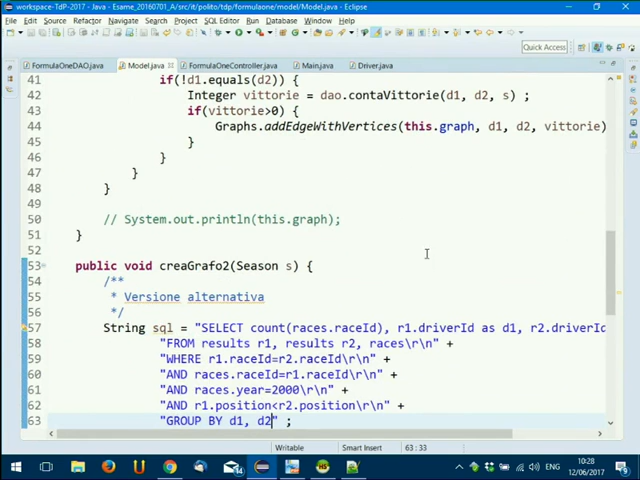 workspace-TdP-2017 - Java - Esame_20160701_A/src/it/polito/tdp/formulaone/model/Model.java - Eclipse
File Edit Source Refactor Navigate Search Project SQL Editor Run Database Window Help
Quick Access
FormulaOneDAO.java Model.java FormulaOneController.java Main.java Driver.java
41 if(!d1.equals(d2)) {
42 Integer vittorie = dao.contaVittorie(d1, d2, s) ;
43 if(vittorie>0) {
44 Graphs.addEdgeWithVertices(this.graph, d1, d2, vittorie)
45 }
46 }
47 }
48 }
49
50 // System.out.println(this.graph);
51 }
52
53 public void creaGrafo2(Season s) {
54 /**
55 * Versione alternativa
56 */
57 String sql = "SELECT count(races.raceId), r1.driverId as d1, r2.driverId
58 "FROM results r1, results r2, races\r\n" +
59 "WHERE r1.raceId=r2.raceId\r\n" +
60 "AND races.raceId=r1.raceId\r\n" +
61 "AND races.year=2000\r\n" +
62 "AND r1.position<r2.position\r\n" +
63 "GROUP BY d1, d2" ;
Writable Smart Insert 63 : 33
ENG 10:28
12/06/2017